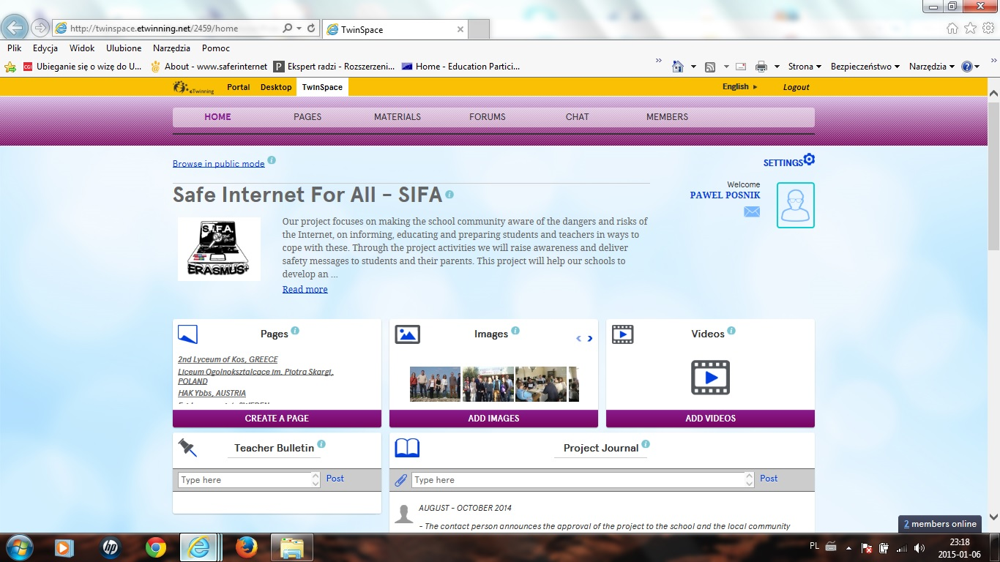 http://twinspace.etwinning.net/2459/home
TwinSpace
Plik Edycja Widok Ulubione Narzędzia Pomoc
CGI Ubieganie się o wizę do U... About - www.saferinternet P Ekspert radzi - Rozszerzeni... Home - Education Partici... Strona Bezpieczeństwo Narzędzia
eTwinning Portal Desktop TwinSpace English Logout
HOME PAGES MATERIALS FORUMS CHAT MEMBERS
Browse in public mode
SETTINGS
Welcome
PAWEL POSNIK
Safe Internet For All - SIFA
S.I.F.A.
ERASMUS+
Our project focuses on making the school community aware of the dangers and risks of
the Internet, on informing, educating and preparing students and teachers in ways to
cope with these. Through the project activities we will raise awareness and deliver
safety messages to students and their parents. This project will help our schools to
develop an ...
Read more
Pages
2nd Lyceum of Kos, GREECE
Liceum Ogolnoksztalcace im. Piotra Skargi,
POLAND
HAK Ybbs, AUSTRIA
CREATE A PAGE
Images
ADD IMAGES
Videos
ADD VIDEOS
Teacher Bulletin
Type here Post
Project Journal
Type here Post
AUGUST - OCTOBER 2014
- The contact person announces the approval of the project to the school and the local community
2 members online
hp
PL
23:18
2015-01-06